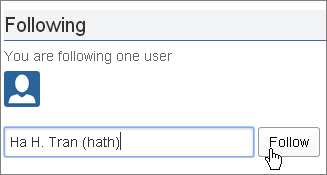 Following
You are following one user
Ha H. Tran (hath)
Follow